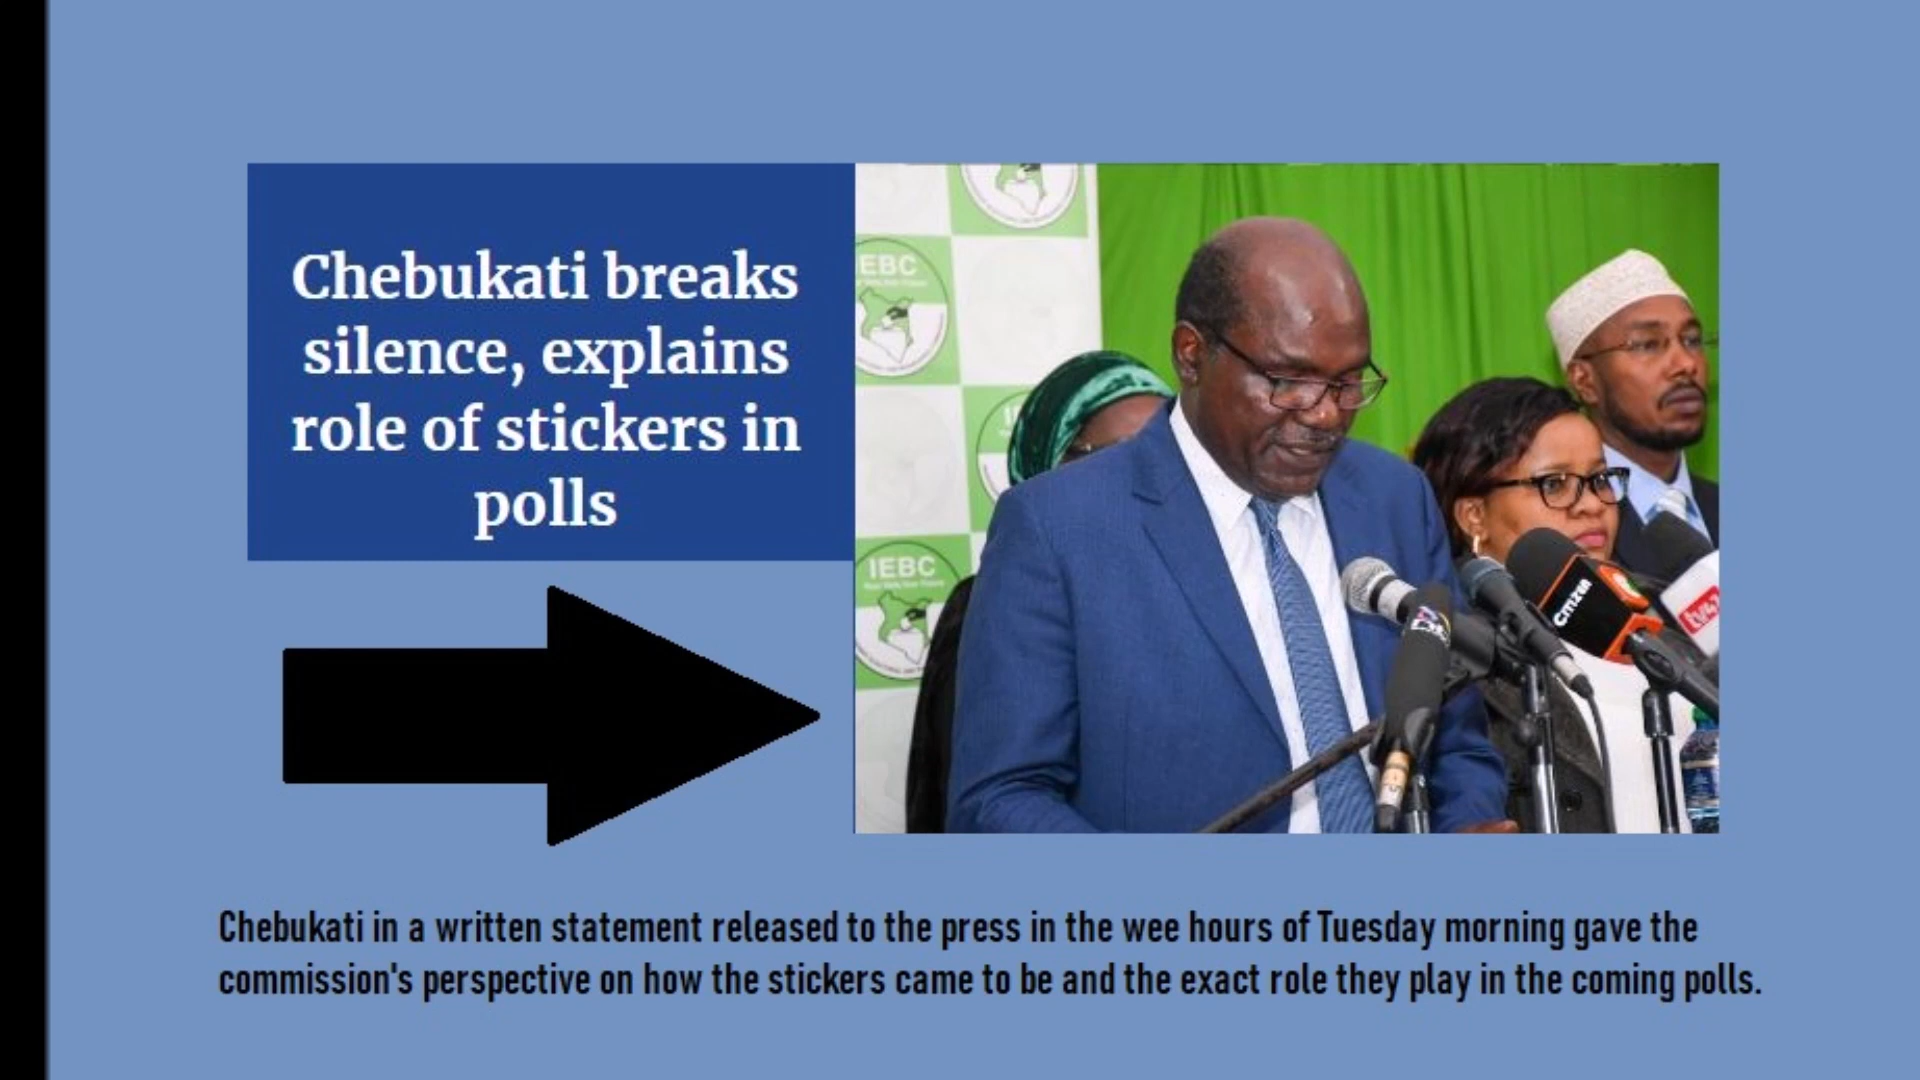 Chebukati breaks
silence, explains
role of stickers in
polls
EBC
IEBC
CITIZEN
tv47
Chebukati in a written statement released to the press in the wee hours of Tuesday morning gave the
commission's perspective on how the stickers came to be and the exact role they play in the coming polls.